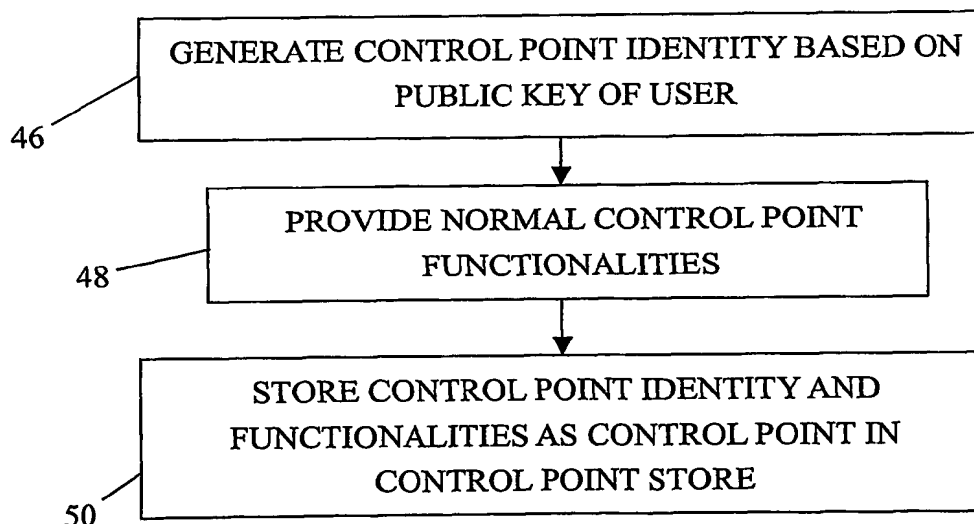 GENERATE CONTROL POINT IDENTITY BASED ON
PUBLIC KEY OF USER
46
PROVIDE NORMAL CONTROL POINT
FUNCTIONALITIES
48
STORE CONTROL POINT IDENTITY AND
FUNCTIONALITIES AS CONTROL POINT IN
CONTROL POINT STORE
50